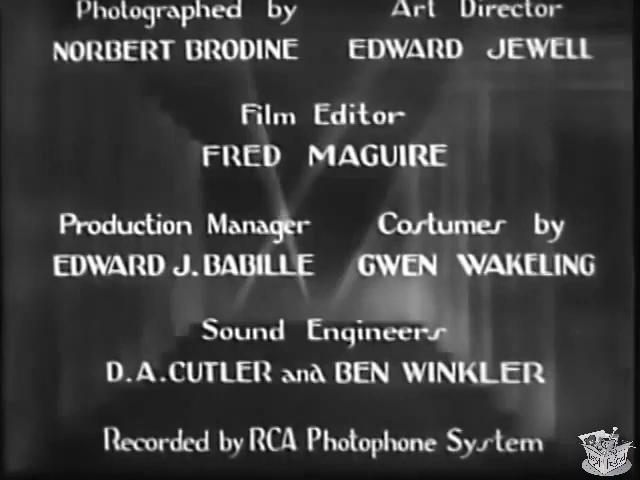 Photographed by Art Director
NORBERT BRODINE EDWARD JEWELL
Film Editor
FRED MAGUIRE
Production Manager Costumes by
EDWARD J. BABILLE GWEN WAKELING
Sound Engineers
D.A.CUTLER and BEN WINKLER
Recorded by RCA Photophone System